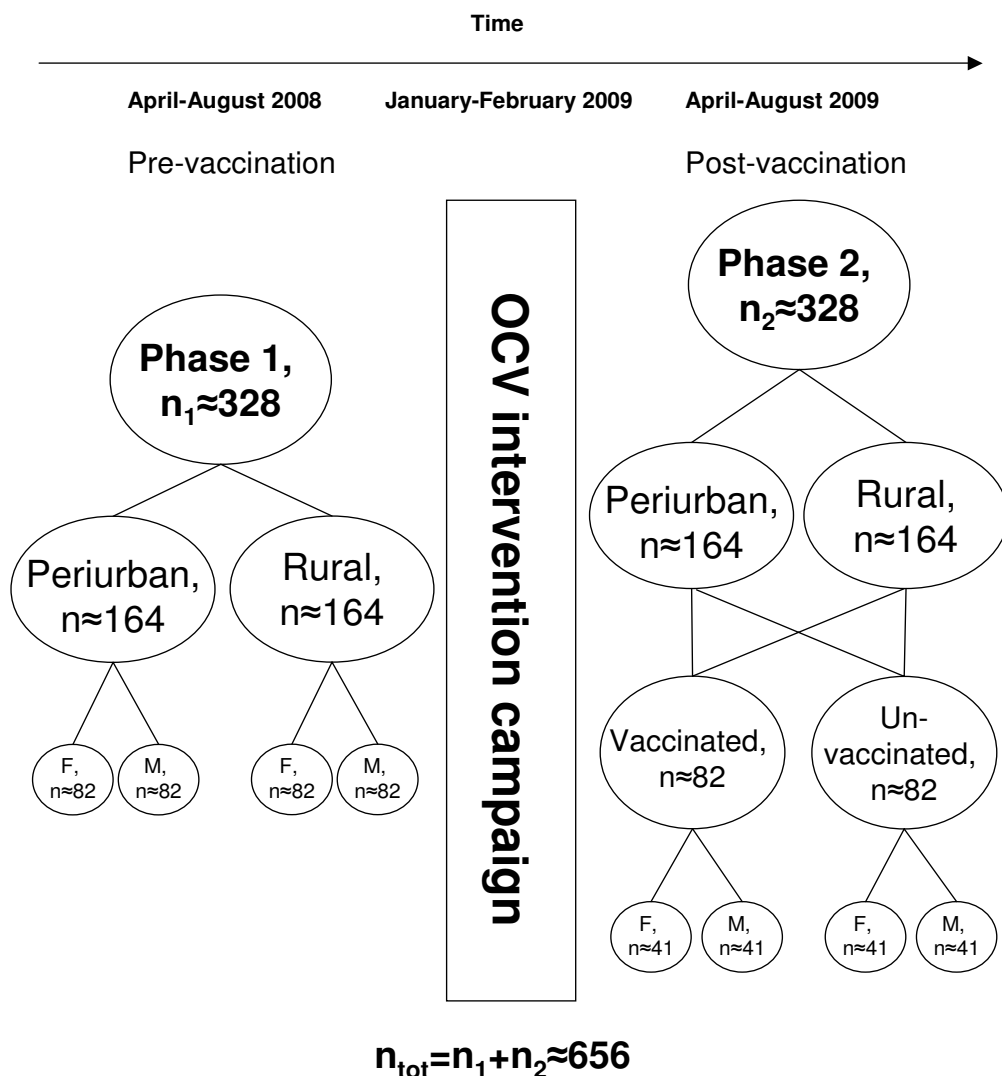 Time
April-August 2008
January-February 2009
April-August 2009
Pre-vaccination
Post-vaccination
Phase 1,
n₁≈328
Periurban,
n≈164
Rural,
n≈164
F,
n≈82
M,
n≈82
F,
n≈82
M,
n≈82
OCV intervention campaign
Phase 2,
n₂≈328
Periurban,
n≈164
Rural,
n≈164
Vaccinated,
n≈82
Un-
vaccinated,
n≈82
F,
n≈41
M,
n≈41
F,
n≈41
M,
n≈41
nₜₒₜ=n₁+n₂≈656